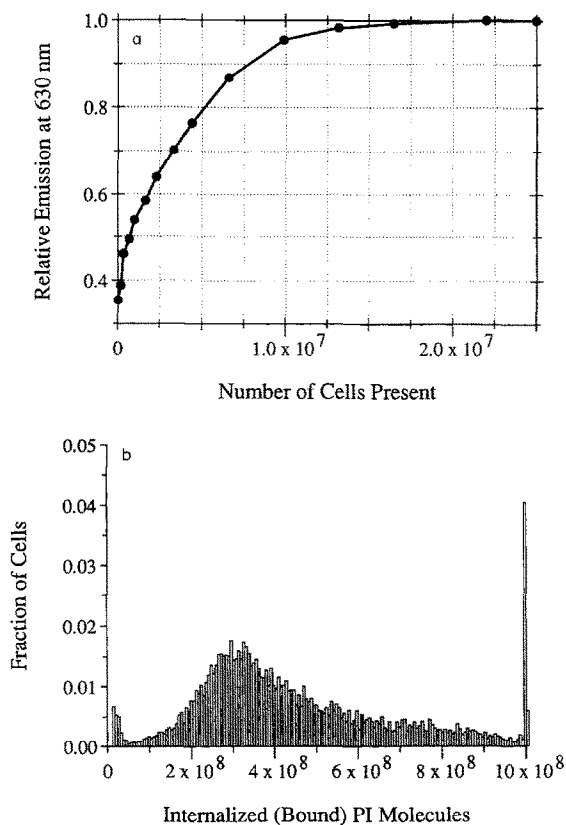 a
1.0
0.8
0.6
0.4
Relative Emission at 630 nm
0
1.0 x 10^7
2.0 x 10^7
Number of Cells Present
b
0.05
0.04
0.03
0.02
0.01
0.00
Fraction of Cells
0
2 x 10^8
4 x 10^8
6 x 10^8
8 x 10^8
10 x 10^8
Internalized (Bound) PI Molecules